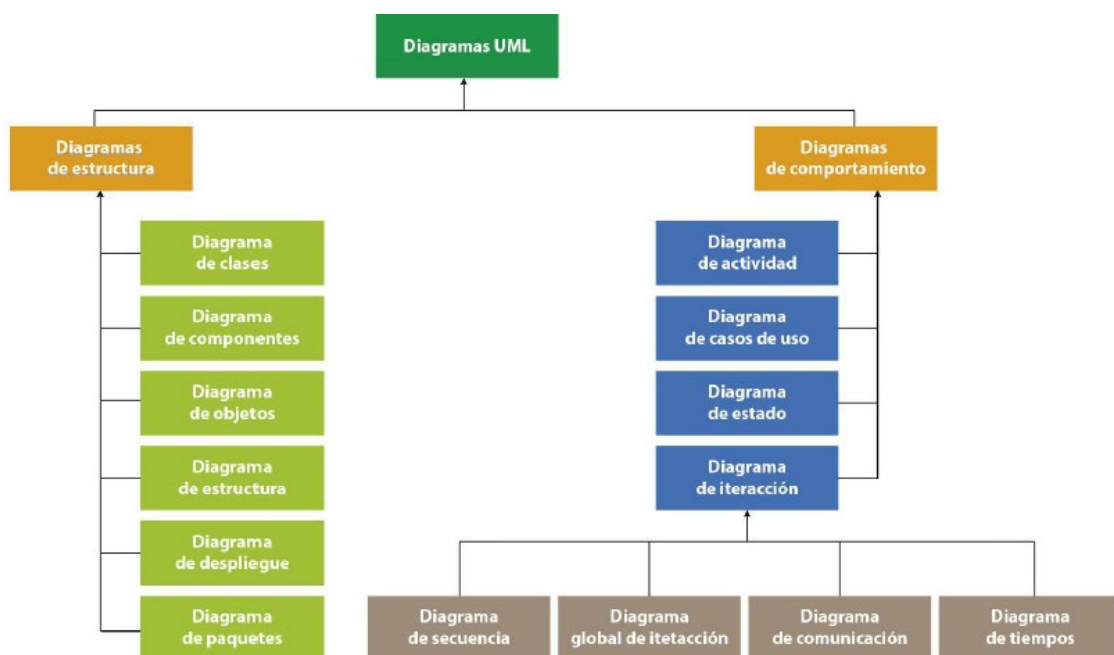 Diagramas UML
Diagramas
de estructura
Diagramas
de comportamiento
Diagrama
de clases
Diagrama
de componentes
Diagrama
de objetos
Diagrama
de estructura
Diagrama
de despliegue
Diagrama
de paquetes
Diagrama
de actividad
Diagrama
de casos de uso
Diagrama
de estado
Diagrama
de iteracción
Diagrama
de secuencia
Diagrama
global de itetacción
Diagrama
de comunicación
Diagrama
de tiempos